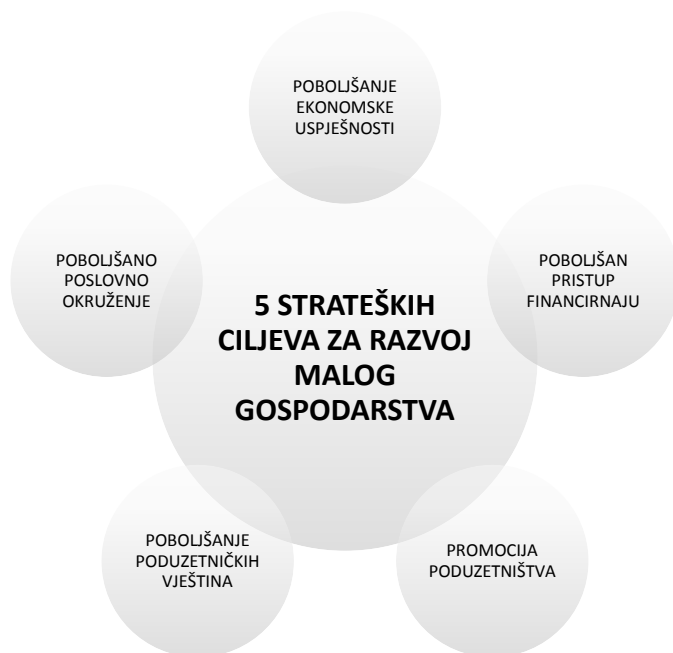 POBOLJŠANJE
EKONOMSKE
USPJEŠNOSTI
POBOLJŠANO
POSLOVNO
OKRUŽENJE
POBOLJŠAN
PRISTUP
FINANCIRNAJU
5 STRATEŠKIH
CILJEVA ZA RAZVOJ
MALOG
GOSPODARSTVA
POBOLJŠANJE
PODUZETNIČKIH
VJEŠTINA
PROMOCIJA
PODUZETNIŠTVA